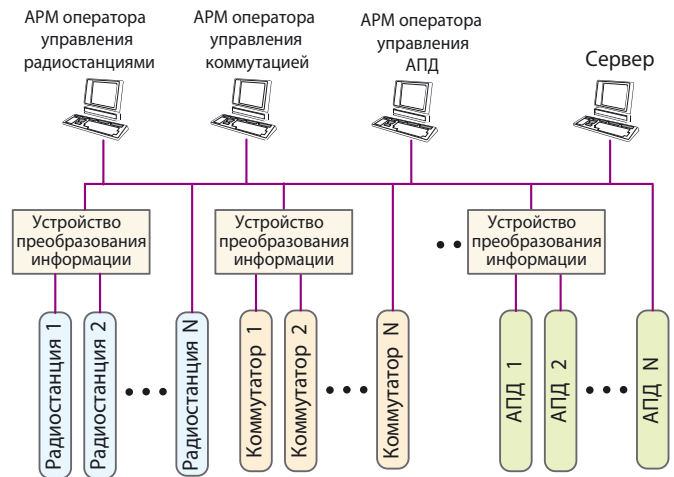 АРМ оператора
управления
радиостанциями
АРМ оператора
управления
коммутацией
АРМ оператора
управления
АПД
Сервер
Устройство
преобразования
информации
Устройство
преобразования
информации
Устройство
преобразования
информации
Радиостанция 1
Радиостанция 2
Радиостанция N
Коммутатор 1
Коммутатор 2
Коммутатор N
АПД 1
АПД 2
АПД N